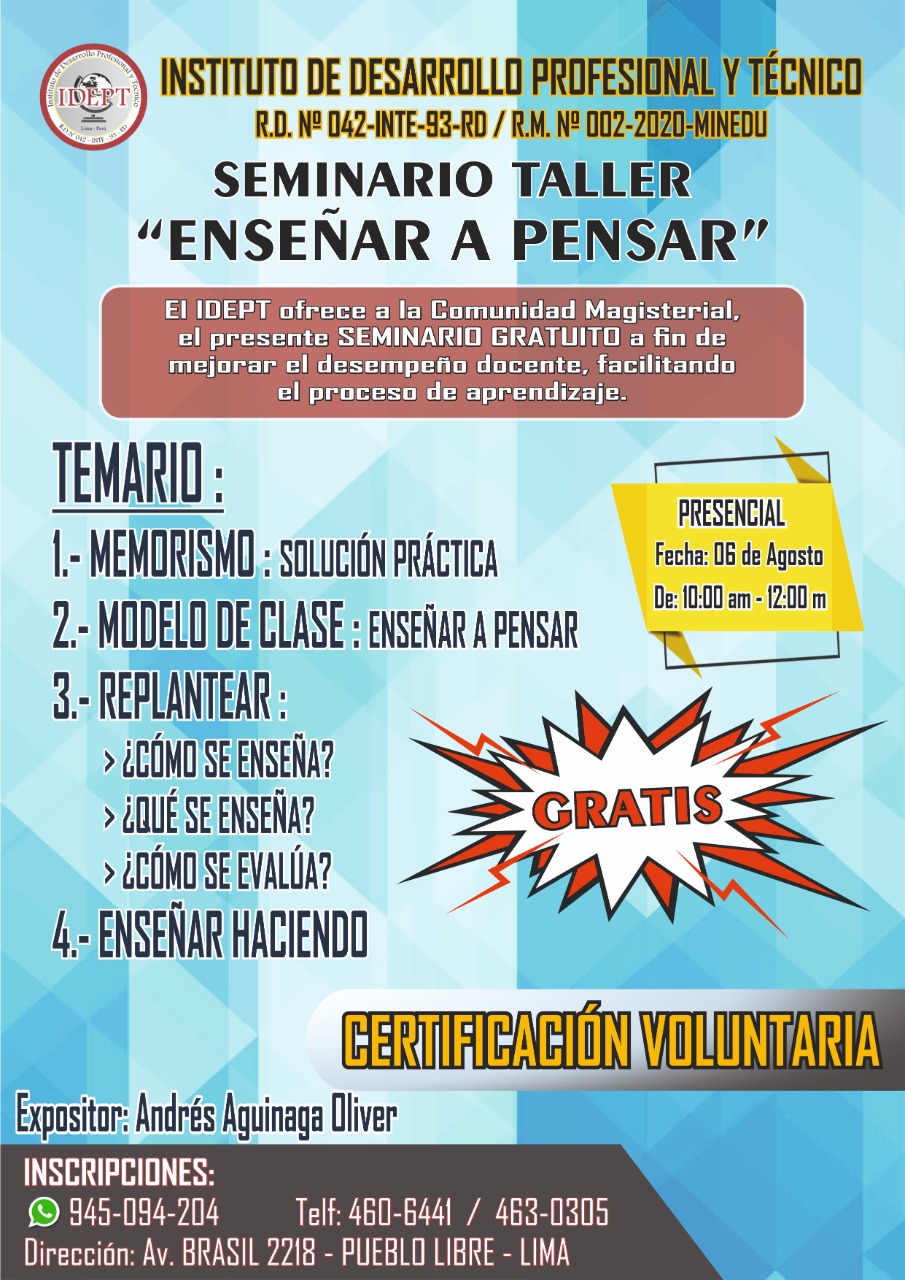 Instituto de Desarrollo Profesional y Técnico
IDEPT
Lima - Perú
R.D. Nº 042 - INTE - 93 - RD
INSTITUTO DE DESARROLLO PROFESIONAL Y TÉCNICO
R.D. Nº 042-INTE-93-RD / R.M. Nº 002-2020-MINEDU
SEMINARIO TALLER
“ENSEÑAR A PENSAR”
El IDEPT ofrece a la Comunidad Magisterial,
el presente SEMINARIO GRATUITO a fin de
mejorar el desempeño docente, facilitando
el proceso de aprendizaje.
TEMARIO :
1.- MEMORISMO : SOLUCIÓN PRÁCTICA
2.- MODELO DE CLASE : ENSEÑAR A PENSAR
3.- REPLANTEAR :
> ¿CÓMO SE ENSEÑA?
> ¿QUÉ SE ENSEÑA?
> ¿CÓMO SE EVALÚA?
4.- ENSEÑAR HACIENDO
PRESENCIAL
Fecha: 06 de Agosto
De: 10:00 am - 12:00 m
GRATIS
CERTIFICACIÓN VOLUNTARIA
Expositor: Andrés Aguinaga Oliver
INSCRIPCIONES:
945-094-204 Telf: 460-6441 / 463-0305
Dirección: Av. BRASIL 2218 - PUEBLO LIBRE - LIMA